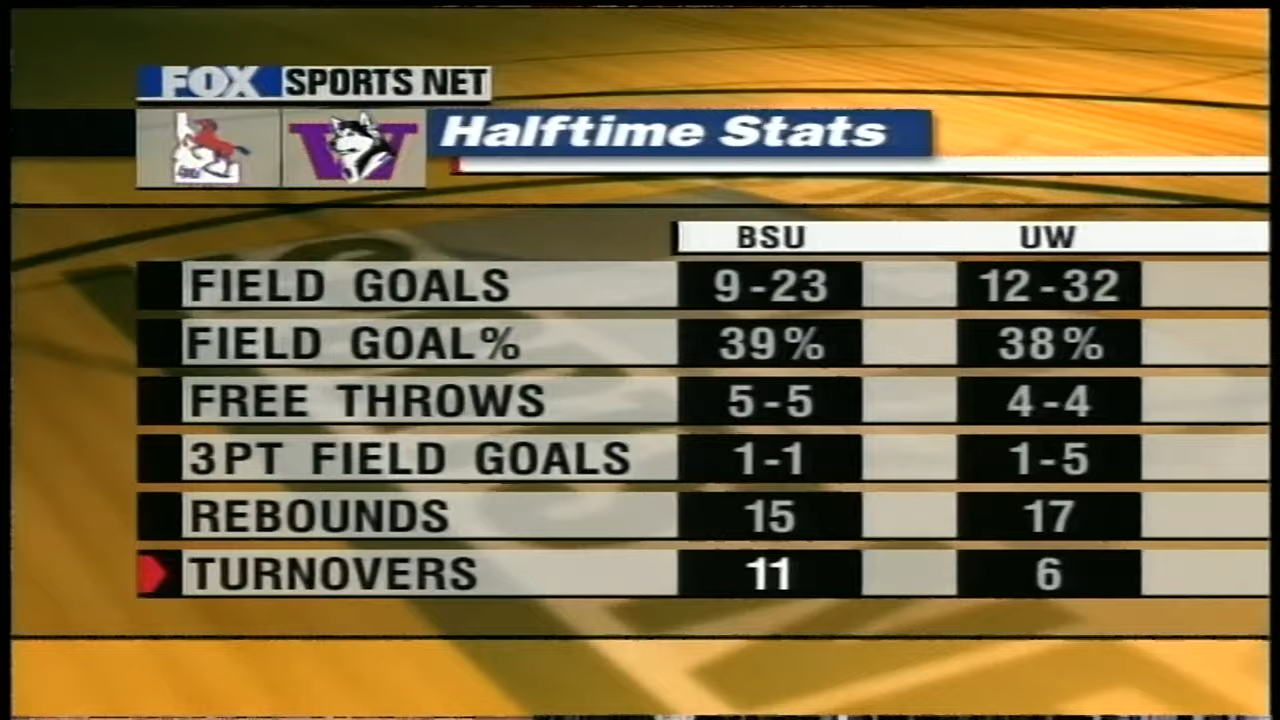 FOX SPORTS NET
Halftime Stats
BSU UW
FIELD GOALS 9-23 12-32
FIELD GOAL% 39% 38%
FREE THROWS 5-5 4-4
3PT FIELD GOALS 1-1 1-5
REBOUNDS 15 17
TURNOVERS 11 6